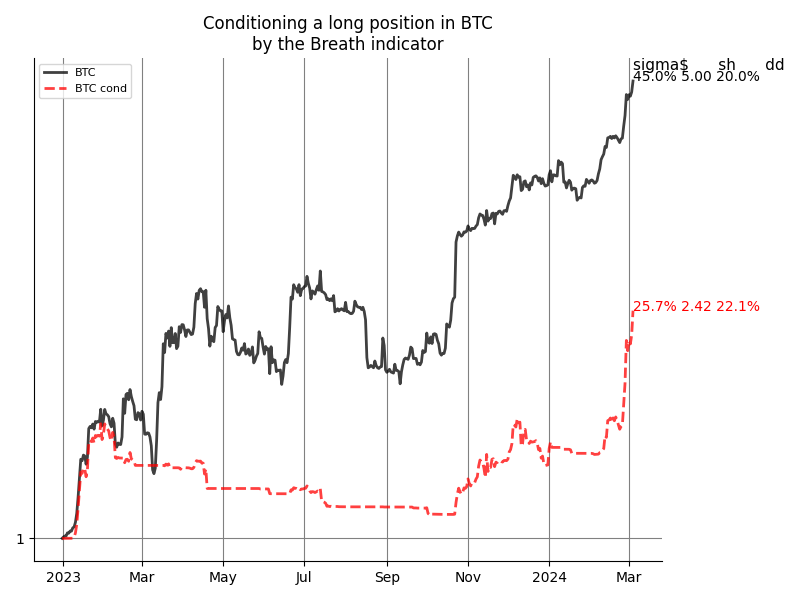 Conditioning a long position in BTC
by the Breath indicator
BTC
BTC cond
sigma$ sh dd
45.0% 5.00 20.0%
25.7% 2.42 22.1%
1
2023 Mar May Jul Sep Nov 2024 Mar